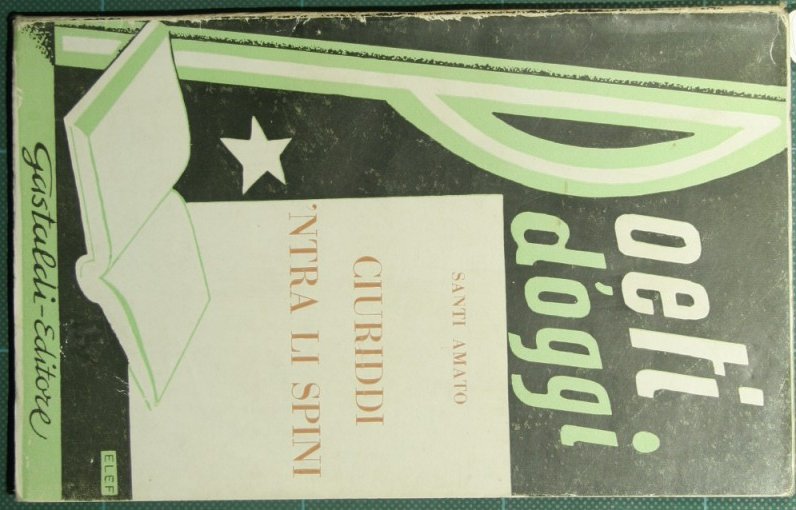 Poeti
d'oggi
SANTI AMATO
CIURIDDI
'NTRA LI SPINI
ELEF
Gastaldi-Editore